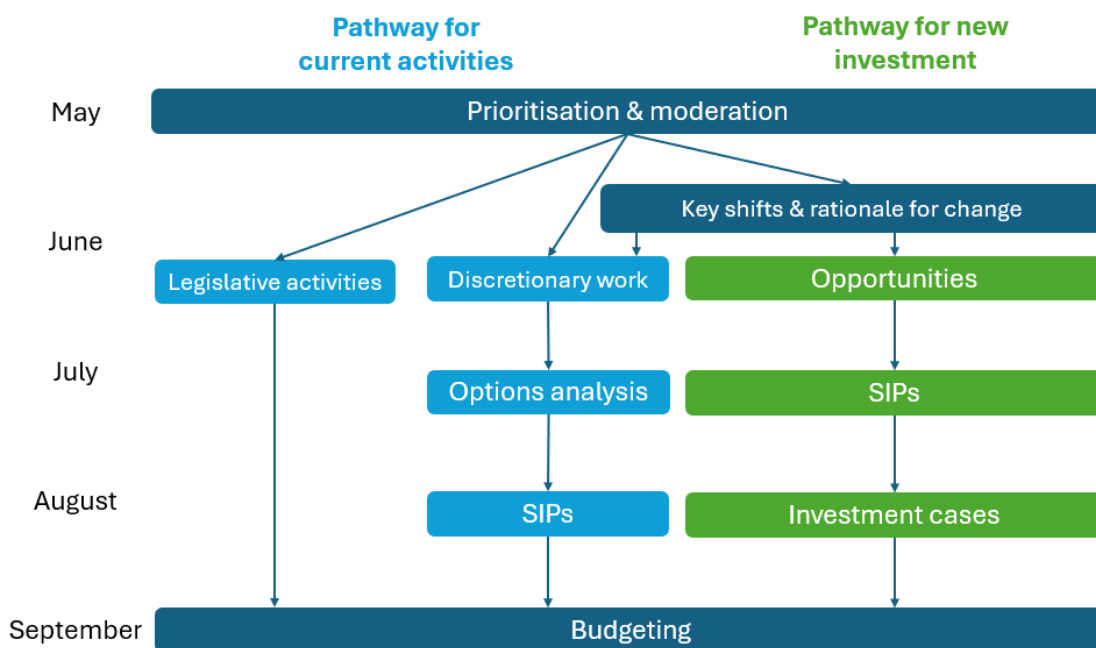 Pathway for
current activities
Pathway for new
investment
May
Prioritisation & moderation
Key shifts & rationale for change
June
Legislative activities
Discretionary work
Opportunities
July
Options analysis
SIPs
August
SIPs
Investment cases
September
Budgeting